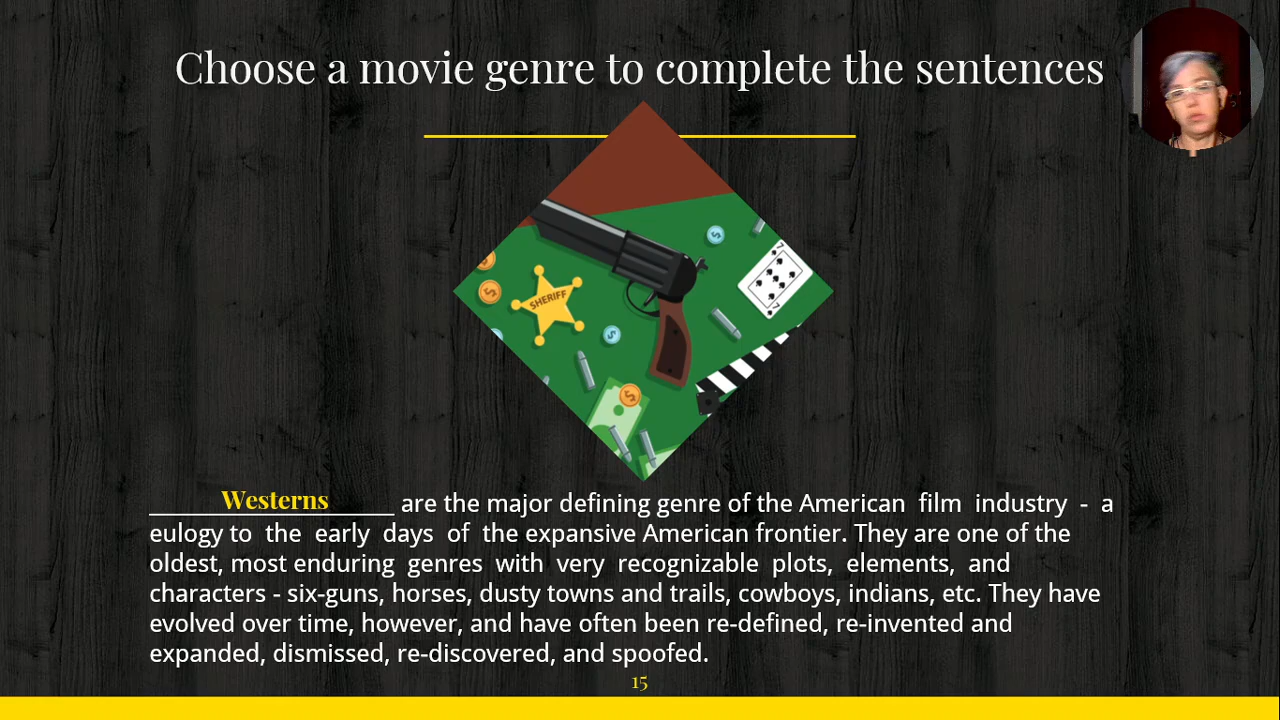 Choose a movie genre to complete the sentences
SHERIFF
7
7
Westerns are the major defining genre of the American film industry - a
eulogy to the early days of the expansive American frontier. They are one of the
oldest, most enduring genres with very recognizable plots, elements, and
characters - six-guns, horses, dusty towns and trails, cowboys, indians, etc. They have
evolved over time, however, and have often been re-defined, re-invented and
expanded, dismissed, re-discovered, and spoofed.
15